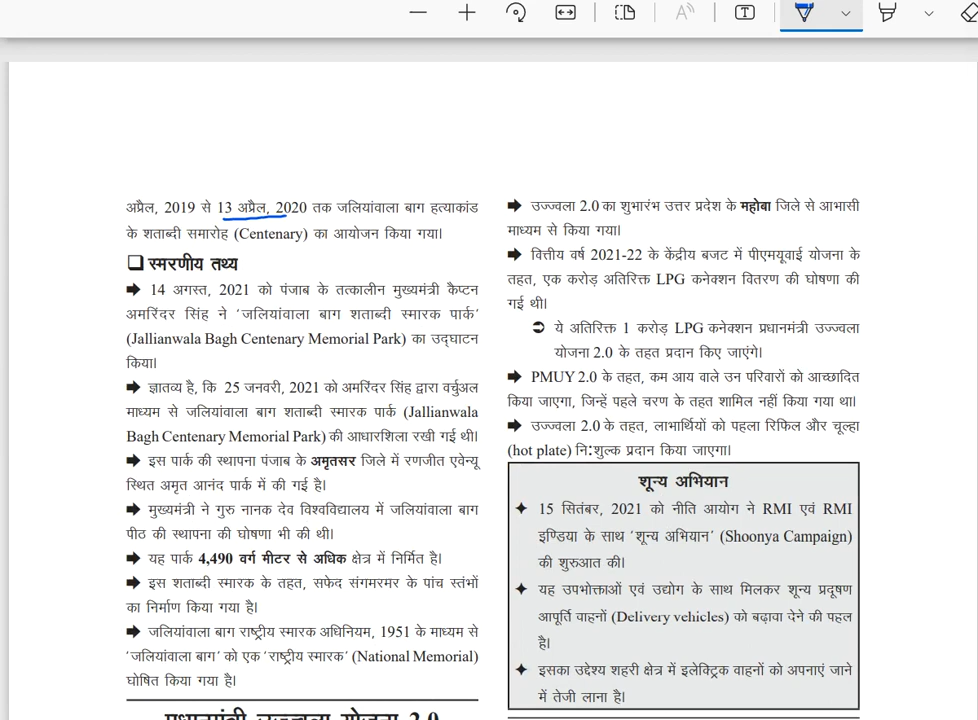 अप्रैल, 2019 से 13 अप्रैल, 2020 तक जलियांवाला बाग हत्याकांड
के शताब्दी समारोह (Centenary) का आयोजन किया गया।
❑ स्मरणीय तथ्य
➡ 14 अगस्त, 2021 को पंजाब के तत्कालीन मुख्यमंत्री कैप्टन
अमरिंदर सिंह ने ‘जलियांवाला बाग शताब्दी स्मारक पार्क’
(Jallianwala Bagh Centenary Memorial Park) का उद्घाटन
किया।
➡ ज्ञातव्य है, कि 25 जनवरी, 2021 को अमरिंदर सिंह द्वारा वर्चुअल
माध्यम से जलियांवाला बाग शताब्दी स्मारक पार्क (Jallianwala
Bagh Centenary Memorial Park) की आधारशिला रखी गई थी।
➡ इस पार्क की स्थापना पंजाब के अमृतसर जिले में रणजीत एवेन्यू
स्थित अमृत आनंद पार्क में की गई है।
➡ मुख्यमंत्री ने गुरु नानक देव विश्वविद्यालय में जलियांवाला बाग
पीठ की स्थापना की घोषणा भी की थी।
➡ यह पार्क 4,490 वर्ग मीटर से अधिक क्षेत्र में निर्मित है।
➡ इस शताब्दी स्मारक के तहत, सफेद संगमरमर के पांच स्तंभों
का निर्माण किया गया है।
➡ जलियांवाला बाग राष्ट्रीय स्मारक अधिनियम, 1951 के माध्यम से
‘जलियांवाला बाग’ को एक ‘राष्ट्रीय स्मारक’ (National Memorial)
घोषित किया गया है।
प्रधानमंत्री उज्ज्वला योजना 2.0
➡ उज्ज्वला 2.0 का शुभारंभ उत्तर प्रदेश के महोबा जिले से आभासी
माध्यम से किया गया।
➡ वित्तीय वर्ष 2021-22 के केंद्रीय बजट में पीएमयूवाई योजना के
तहत, एक करोड़ अतिरिक्त LPG कनेक्शन वितरण की घोषणा की
गई थी।
➲ ये अतिरिक्त 1 करोड़ LPG कनेक्शन प्रधानमंत्री उज्ज्वला
योजना 2.0 के तहत प्रदान किए जाएंगे।
➡ PMUY 2.0 के तहत, कम आय वाले उन परिवारों को आच्छादित
किया जाएगा, जिन्हें पहले चरण के तहत शामिल नहीं किया गया था।
➡ उज्ज्वला 2.0 के तहत, लाभार्थियों को पहला रिफिल और चूल्हा
(hot plate) निःशुल्क प्रदान किया जाएगा।
शून्य अभियान
✦ 15 सितंबर, 2021 को नीति आयोग ने RMI एवं RMI
इण्डिया के साथ ‘शून्य अभियान’ (Shoonya Campaign)
की शुरुआत की।
✦ यह उपभोक्ताओं एवं उद्योग के साथ मिलकर शून्य प्रदूषण
आपूर्ति वाहनों (Delivery vehicles) को बढ़ावा देने की पहल
है।
✦ इसका उद्देश्य शहरी क्षेत्र में इलेक्ट्रिक वाहनों को अपनाएं जाने
में तेजी लाना है।